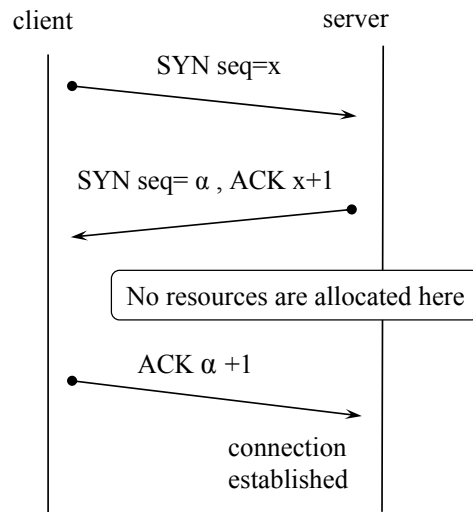 client
server
SYN seq=x
SYN seq= α , ACK x+1
No resources are allocated here
ACK α +1
connection
established